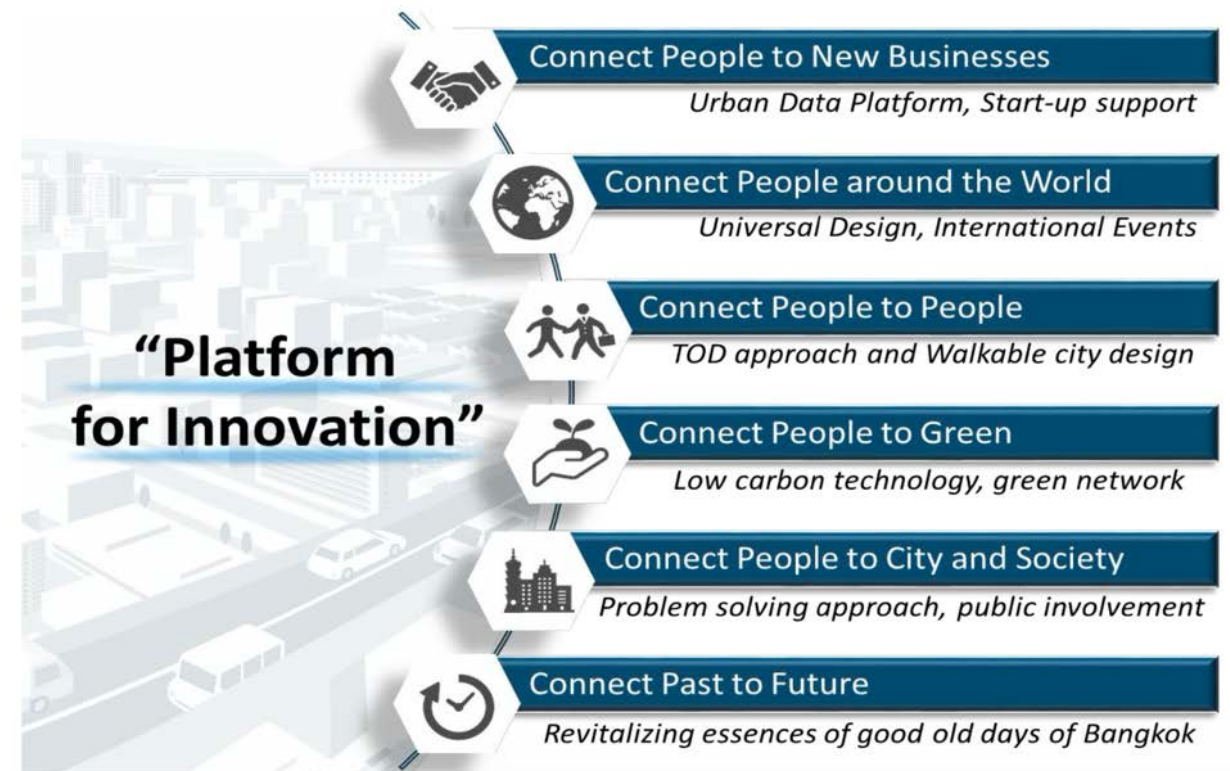 Connect People to New Businesses
Urban Data Platform, Start-up support
Connect People around the World
Universal Design, International Events
Connect People to People
TOD approach and Walkable city design
“Platform
for Innovation”
Connect People to Green
Low carbon technology, green network
Connect People to City and Society
Problem solving approach, public involvement
Connect Past to Future
Revitalizing essences of good old days of Bangkok